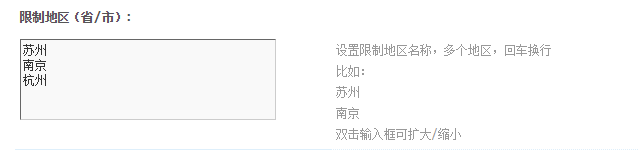 限制地区（省/市）：
苏州
南京
杭州
设置限制地区名称，多个地区，回车换行
比如：
苏州
南京
双击输入框可扩大/缩小